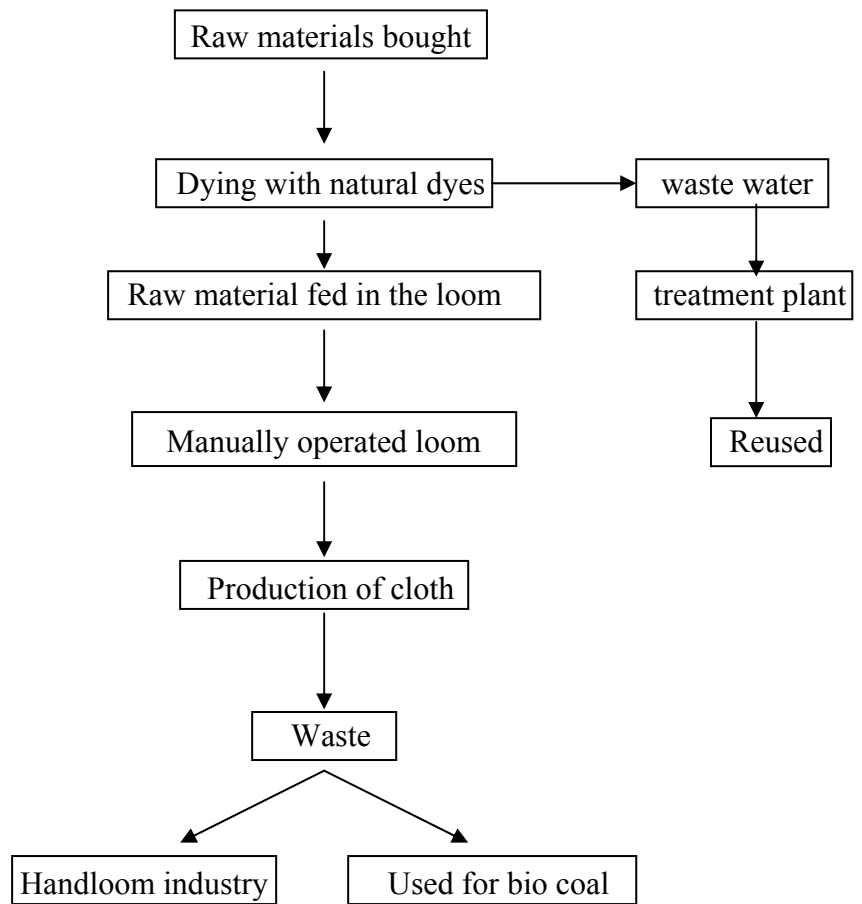 Raw materials bought
Dying with natural dyes
waste water
Raw material fed in the loom
treatment plant
Manually operated loom
Reused
Production of cloth
Waste
Handloom industry
Used for bio coal